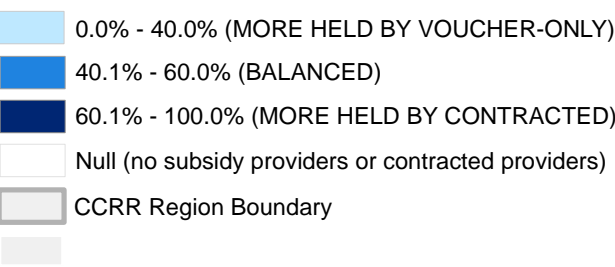 0.0% - 40.0% (MORE HELD BY VOUCHER-ONLY)
40.1% - 60.0% (BALANCED)
60.1% - 100.0% (MORE HELD BY CONTRACTED)
Null (no subsidy providers or contracted providers)
CCRR Region Boundary